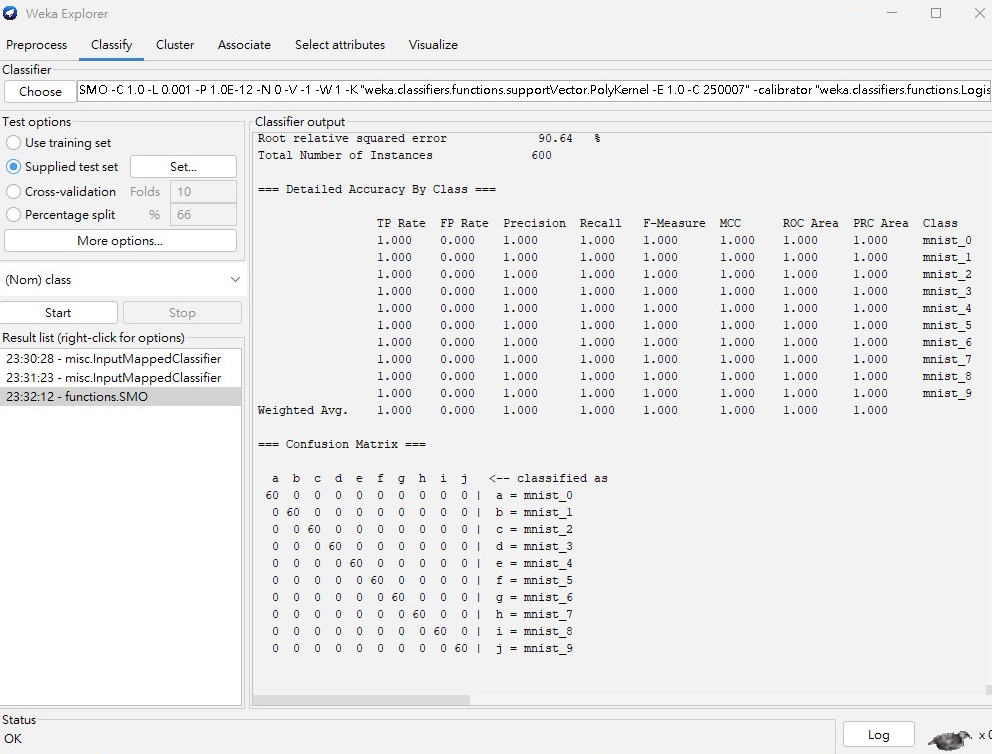 Weka Explorer
Preprocess Classify Cluster Associate Select attributes Visualize
Classifier
Choose SMO -C 1.0 -L 0.001 -P 1.0E-12 -N 0 -V -1 -W 1 -K "weka.classifiers.functions.supportVector.PolyKernel -E 1.0 -C 250007" -calibrator "weka.classifiers.functions.Logis
Test options
Use training set
Supplied test set Set...
Cross-validation Folds 10
Percentage split % 66
More options...
(Nom) class
Start Stop
Result list (right-click for options)
23:30:28 - misc.InputMappedClassifier
23:31:23 - misc.InputMappedClassifier
23:32:12 - functions.SMO
Classifier output
Root relative squared error 90.64 %
Total Number of Instances 600
=== Detailed Accuracy By Class ===
TP Rate FP Rate Precision Recall F-Measure MCC ROC Area PRC Area Class
1.000 0.000 1.000 1.000 1.000 1.000 1.000 1.000 mnist_0
1.000 0.000 1.000 1.000 1.000 1.000 1.000 1.000 mnist_1
1.000 0.000 1.000 1.000 1.000 1.000 1.000 1.000 mnist_2
1.000 0.000 1.000 1.000 1.000 1.000 1.000 1.000 mnist_3
1.000 0.000 1.000 1.000 1.000 1.000 1.000 1.000 mnist_4
1.000 0.000 1.000 1.000 1.000 1.000 1.000 1.000 mnist_5
1.000 0.000 1.000 1.000 1.000 1.000 1.000 1.000 mnist_6
1.000 0.000 1.000 1.000 1.000 1.000 1.000 1.000 mnist_7
1.000 0.000 1.000 1.000 1.000 1.000 1.000 1.000 mnist_8
1.000 0.000 1.000 1.000 1.000 1.000 1.000 1.000 mnist_9
Weighted Avg. 1.000 0.000 1.000 1.000 1.000 1.000 1.000 1.000
=== Confusion Matrix ===
a b c d e f g h i j <-- classified as
60 0 0 0 0 0 0 0 0 0 | a = mnist_0
0 60 0 0 0 0 0 0 0 0 | b = mnist_1
0 0 60 0 0 0 0 0 0 0 | c = mnist_2
0 0 0 60 0 0 0 0 0 0 | d = mnist_3
0 0 0 0 60 0 0 0 0 0 | e = mnist_4
0 0 0 0 0 60 0 0 0 0 | f = mnist_5
0 0 0 0 0 0 60 0 0 0 | g = mnist_6
0 0 0 0 0 0 0 60 0 0 | h = mnist_7
0 0 0 0 0 0 0 0 60 0 | i = mnist_8
0 0 0 0 0 0 0 0 0 60 | j = mnist_9
Status
OK
Log x 0